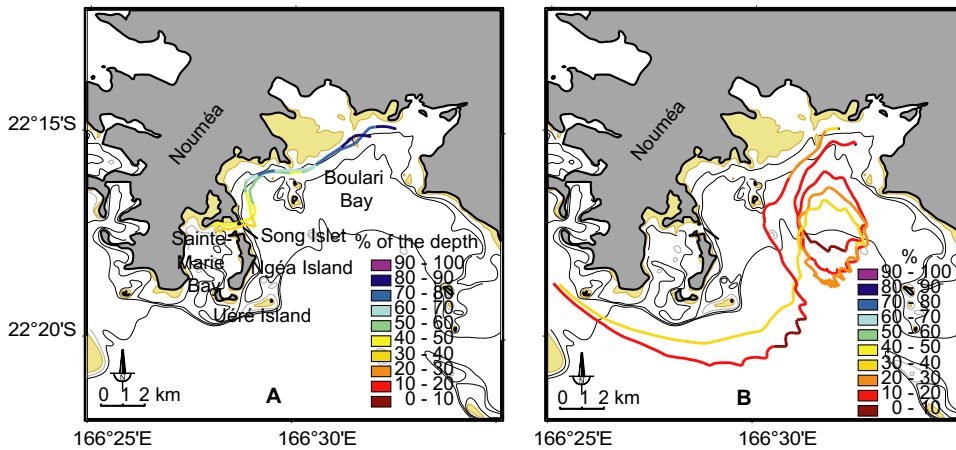 22°15'S
22°20'S
Nouméa
Boulari
Bay
Song Islet
Sainte-
Marie
Bay
Ngéa Island
Uéré Island
% of the depth
90 - 100
80 - 90
70 - 80
60 - 70
50 - 60
40 - 50
30 - 40
20 - 30
10 - 20
0 - 10
N
0 1 2 km
A
166°25'E
166°30'E
Nouméa
%
90 - 100
80 - 90
70 - 80
60 - 70
50 - 60
40 - 50
30 - 40
20 - 30
10 - 20
0 - 10
N
0 1 2 km
B
166°25'E
166°30'E